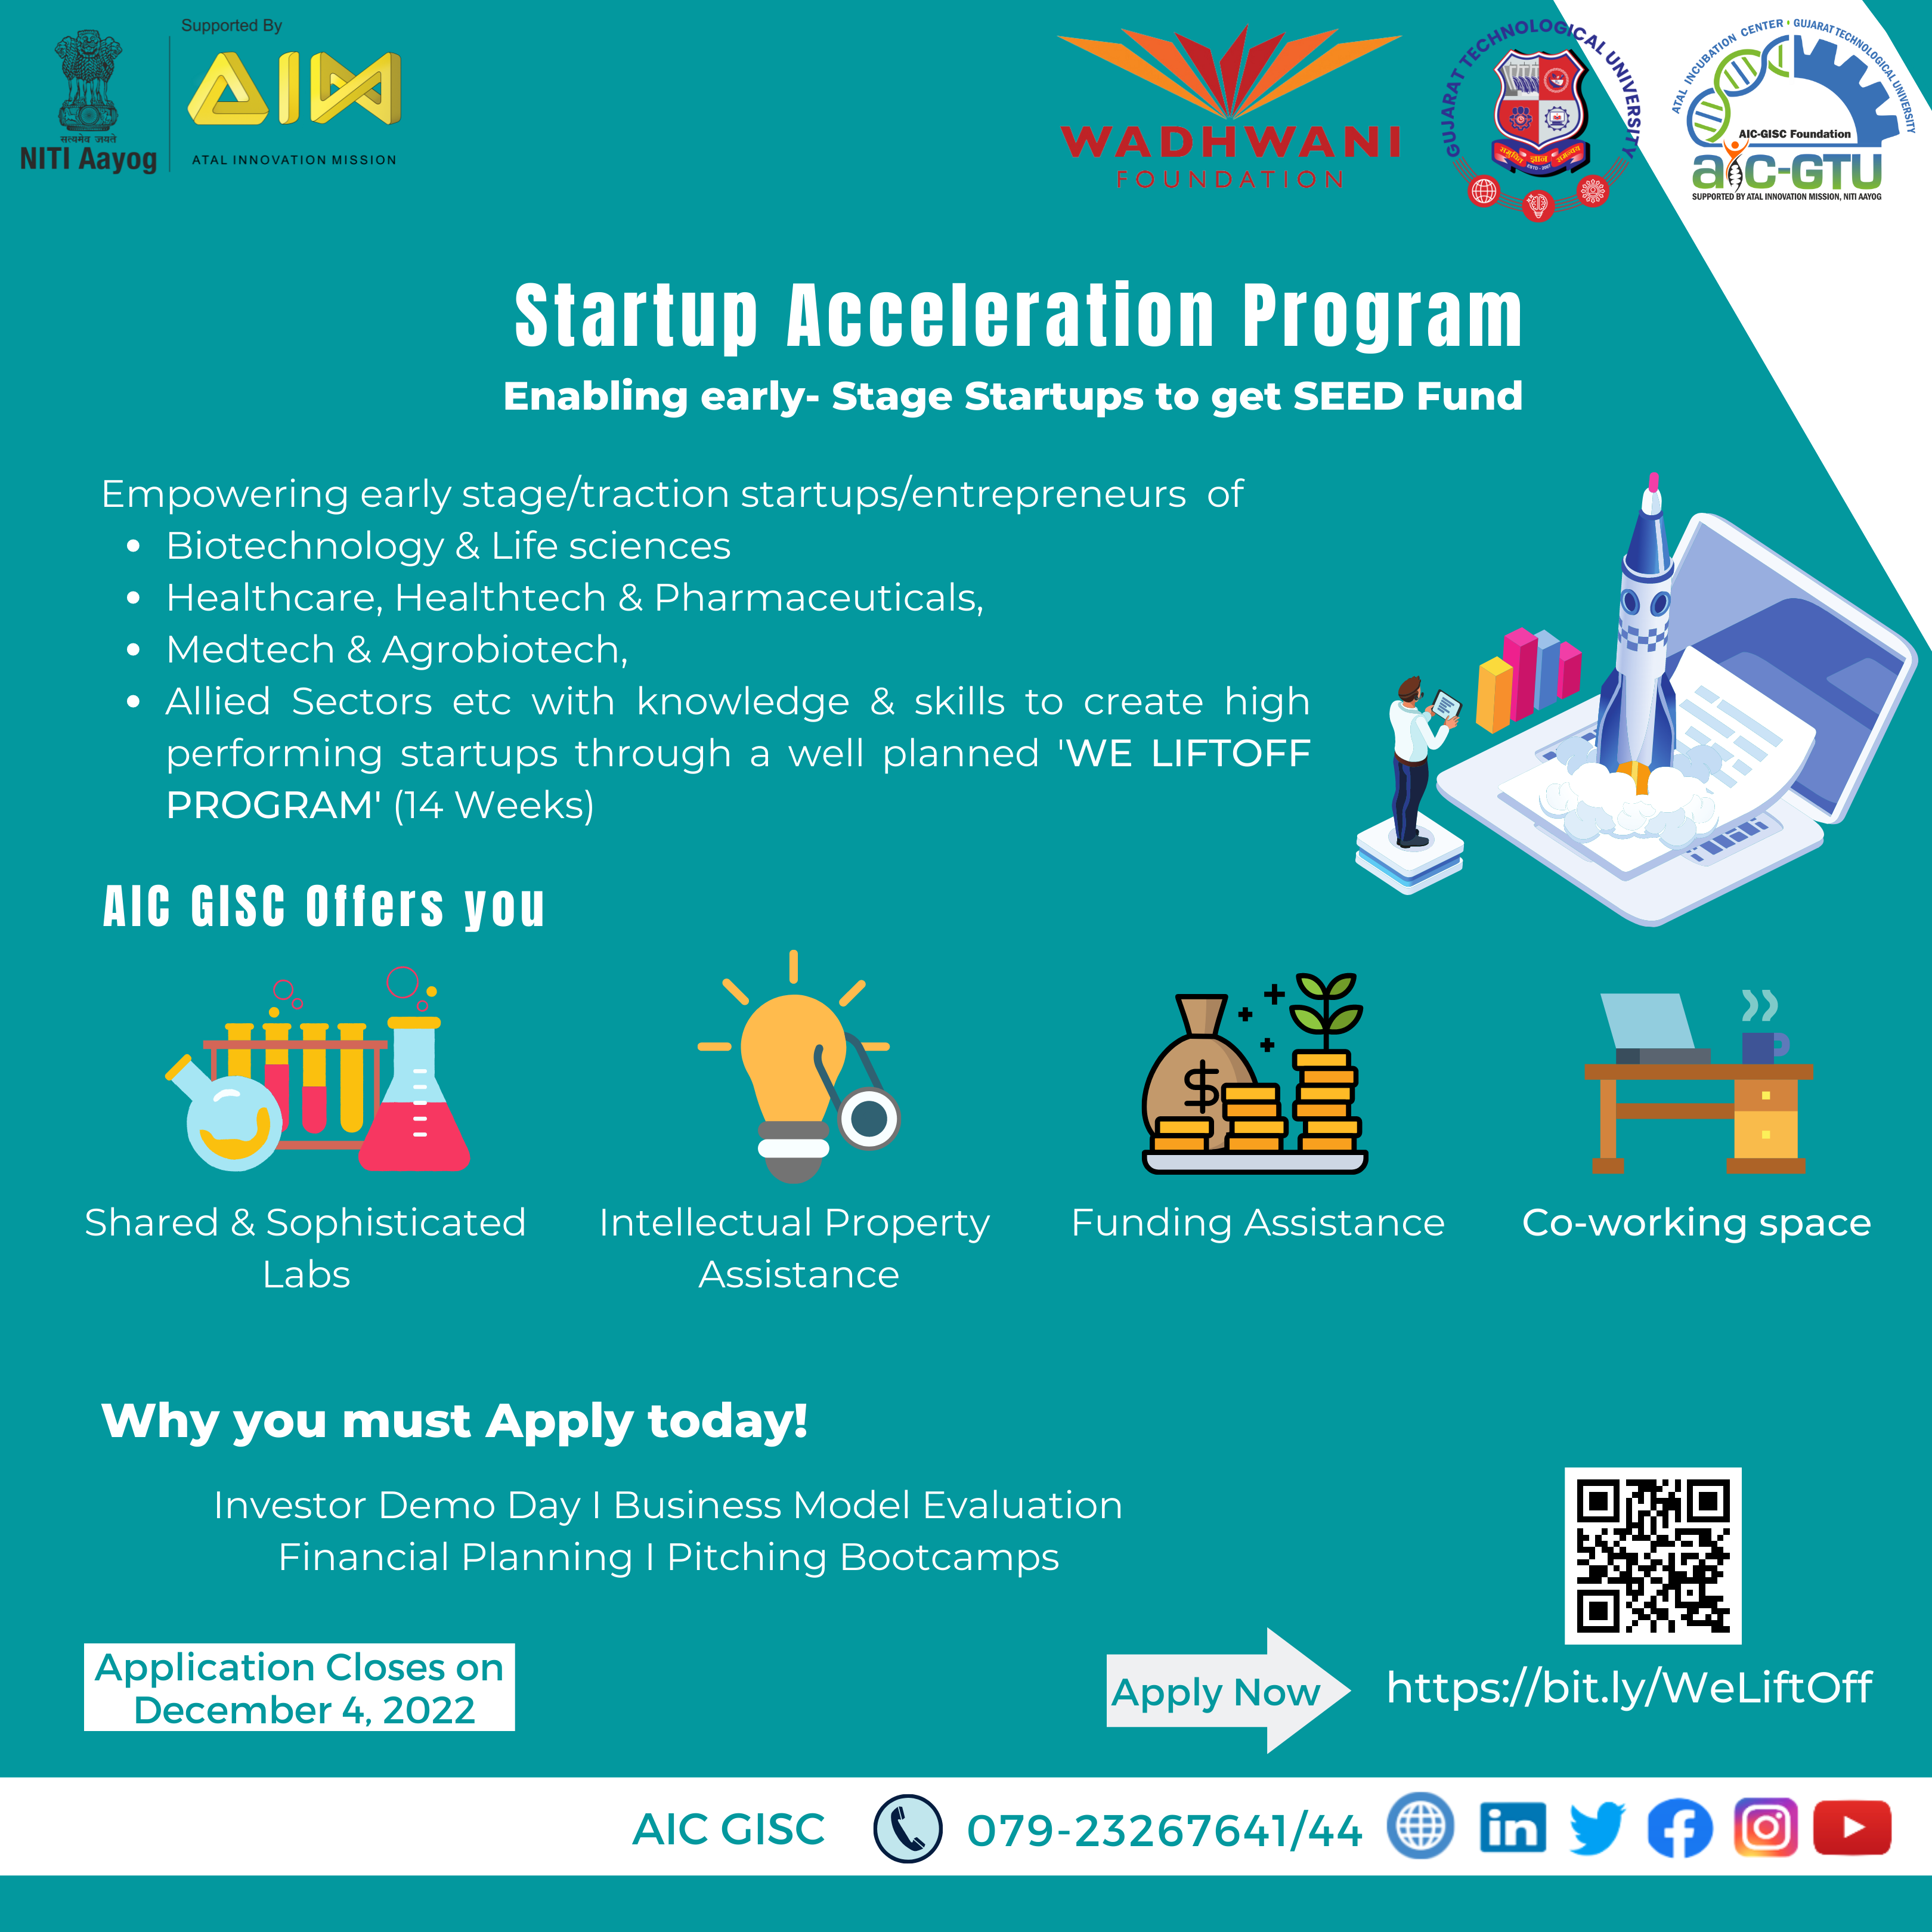 Supported By
सत्यमेव जयते
NITI Aayog
ATAL INNOVATION MISSION
WADHWANI
FOUNDATION
GUJARAT TECHNOLOGICAL UNIVERSITY
ATAL INCUBATION CENTER • GUJARAT TECHNOLOGICAL UNIVERSITY
AIC-GISC Foundation
aic-GTU
SUPPORTED BY ATAL INNOVATION MISSION, NITI AAYOG
Startup Acceleration Program
Enabling early- Stage Startups to get SEED Fund
Empowering early stage/traction startups/entrepreneurs of
• Biotechnology & Life sciences
• Healthcare, Healthtech & Pharmaceuticals,
• Medtech & Agrobiotech,
• Allied Sectors etc with knowledge & skills to create high
performing startups through a well planned 'WE LIFTOFF
PROGRAM' (14 Weeks)
AIC GISC Offers you
Shared & Sophisticated
Labs
Intellectual Property
Assistance
Funding Assistance
Co-working space
Why you must Apply today!
Investor Demo Day I Business Model Evaluation
Financial Planning I Pitching Bootcamps
Application Closes on
December 4, 2022
Apply Now
https://bit.ly/WeLiftOff
AIC GISC
079-23267641/44